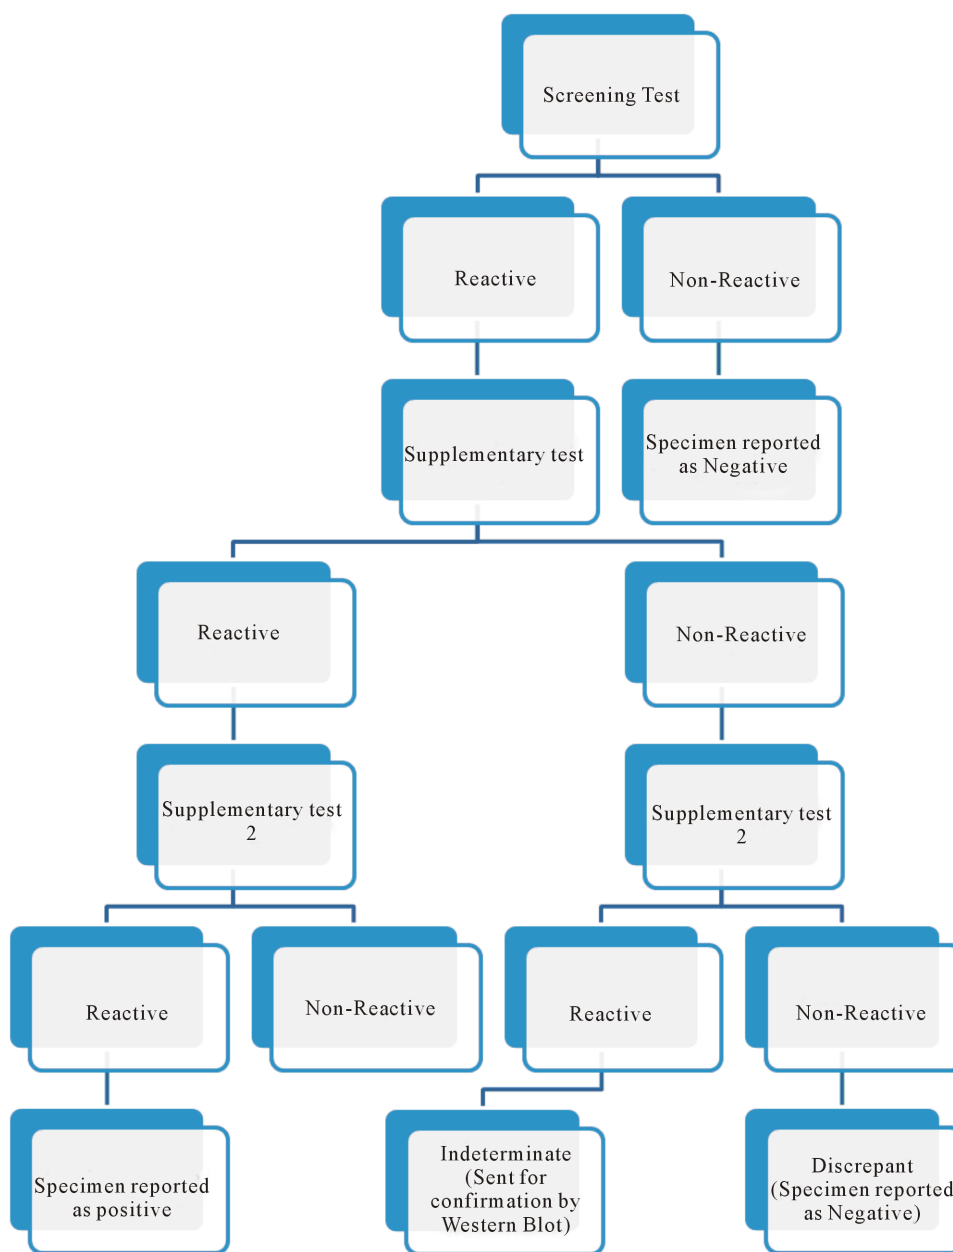 Screening Test
Reactive
Non-Reactive
Supplementary test
Specimen reported
as Negative
Reactive
Non-Reactive
Supplementary test
2
Supplementary test
2
Reactive
Non-Reactive
Reactive
Non-Reactive
Specimen reported
as positive
Indeterminate
(Sent for
confirmation by
Western Blot)
Discrepant
(Specimen reported
as Negative)